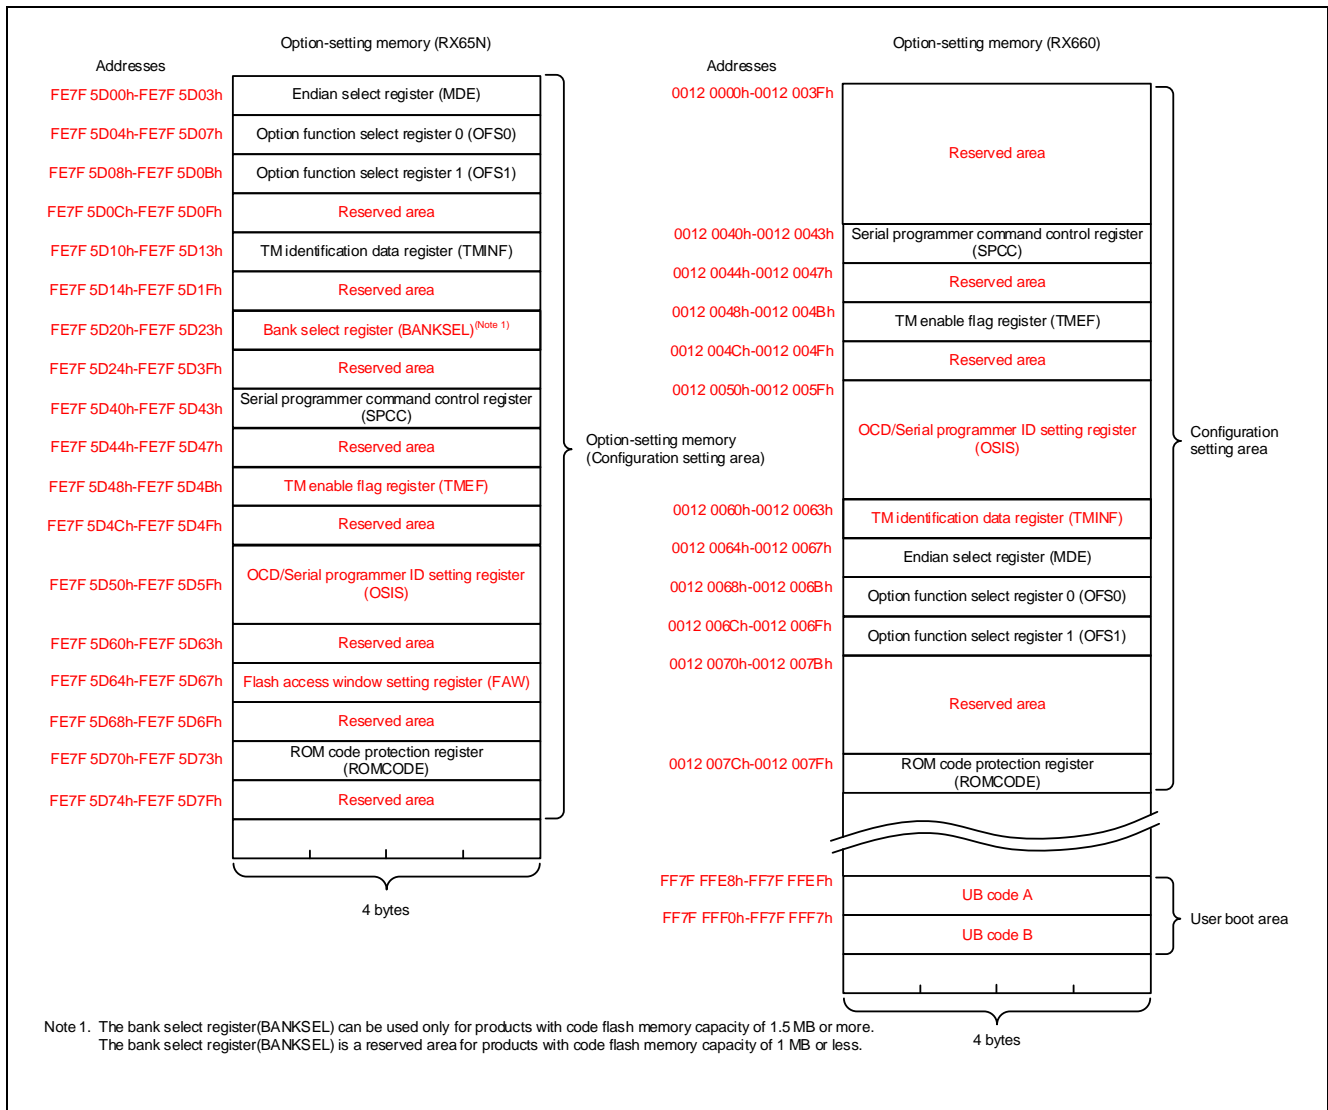 Option-setting memory (RX65N)
Addresses
FE7F 5D00h-FE7F 5D03h
Endian select register (MDE)
FE7F 5D04h-FE7F 5D07h
Option function select register 0 (OFS0)
FE7F 5D08h-FE7F 5D0Bh
Option function select register 1 (OFS1)
FE7F 5D0Ch-FE7F 5D0Fh
Reserved area
FE7F 5D10h-FE7F 5D13h
TM identification data register (TMINF)
FE7F 5D14h-FE7F 5D1Fh
Reserved area
FE7F 5D20h-FE7F 5D23h
Bank select register (BANKSEL)(Note 1)
FE7F 5D24h-FE7F 5D3Fh
Reserved area
FE7F 5D40h-FE7F 5D43h
Serial programmer command control register
(SPCC)
FE7F 5D44h-FE7F 5D47h
Reserved area
FE7F 5D48h-FE7F 5D4Bh
TM enable flag register (TMEF)
FE7F 5D4Ch-FE7F 5D4Fh
Reserved area
FE7F 5D50h-FE7F 5D5Fh
OCD/Serial programmer ID setting register
(OSIS)
FE7F 5D60h-FE7F 5D63h
Reserved area
FE7F 5D64h-FE7F 5D67h
Flash access window setting register (FAW)
FE7F 5D68h-FE7F 5D6Fh
Reserved area
FE7F 5D70h-FE7F 5D73h
ROM code protection register
(ROMCODE)
FE7F 5D74h-FE7F 5D7Fh
Reserved area
Option-setting memory
(Configuration setting area)
4 bytes
Option-setting memory (RX660)
Addresses
0012 0000h-0012 003Fh
Reserved area
0012 0040h-0012 0043h
Serial programmer command control register
(SPCC)
0012 0044h-0012 0047h
Reserved area
0012 0048h-0012 004Bh
TM enable flag register (TMEF)
0012 004Ch-0012 004Fh
Reserved area
0012 0050h-0012 005Fh
OCD/Serial programmer ID setting register
(OSIS)
0012 0060h-0012 0063h
TM identification data register (TMINF)
0012 0064h-0012 0067h
Endian select register (MDE)
0012 0068h-0012 006Bh
Option function select register 0 (OFS0)
0012 006Ch-0012 006Fh
Option function select register 1 (OFS1)
0012 0070h-0012 007Bh
Reserved area
0012 007Ch-0012 007Fh
ROM code protection register
(ROMCODE)
Configuration
setting area
FF7F FFE8h-FF7F FFEFh
UB code A
FF7F FFF0h-FF7F FFF7h
UB code B
User boot area
4 bytes
Note 1. The bank select register(BANKSEL) can be used only for products with code flash memory capacity of 1.5 MB or more.
The bank select register(BANKSEL) is a reserved area for products with code flash memory capacity of 1 MB or less.